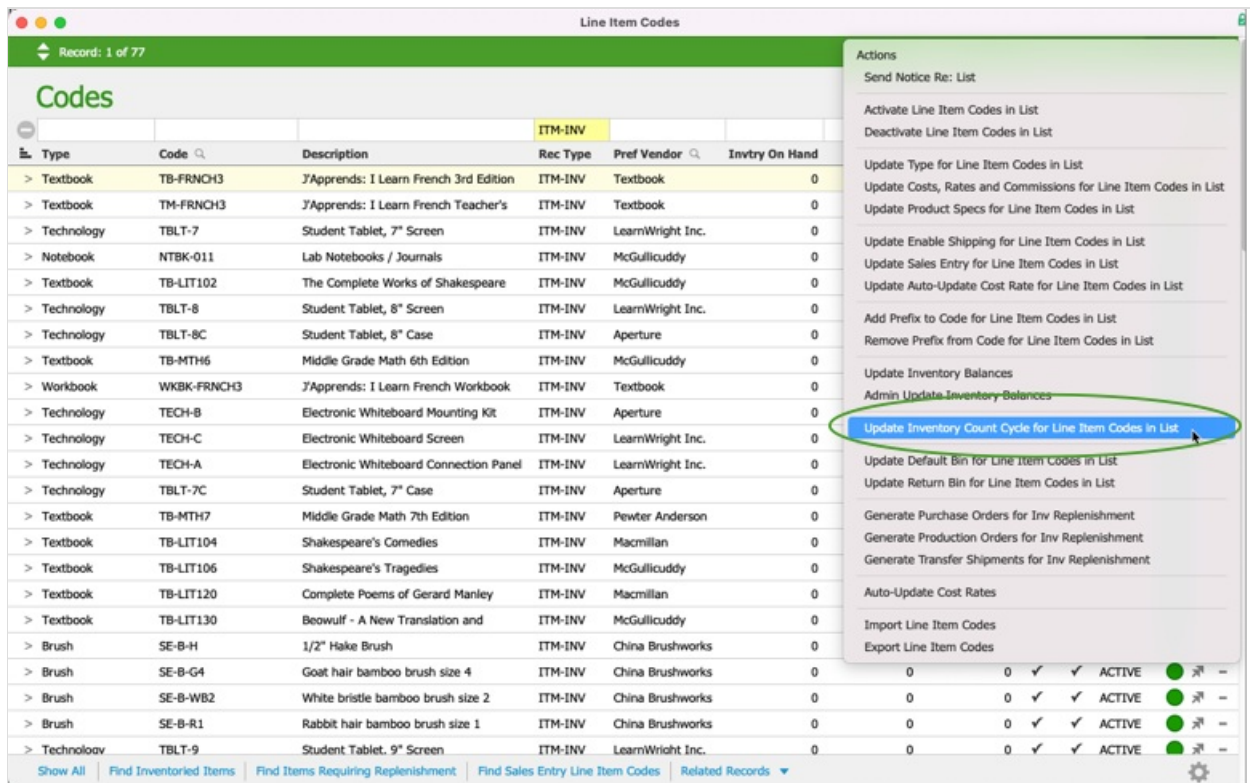 Line Item Codes
Record: 1 of 77
Codes
ITM-INV
Type Code Description Rec Type Pref Vendor Invtry On Hand
> Textbook TB-FRNCH3 J'Apprends: I Learn French 3rd Edition ITM-INV Textbook 0
> Textbook TM-FRNCH3 J'Apprends: I Learn French Teacher's ITM-INV Textbook 0
> Technology TBLT-7 Student Tablet, 7" Screen ITM-INV LearnWright Inc. 0
> Notebook NTBK-011 Lab Notebooks / Journals ITM-INV McGullicuddy 0
> Textbook TB-LIT102 The Complete Works of Shakespeare ITM-INV McGullicuddy 0
> Technology TBLT-8 Student Tablet, 8" Screen ITM-INV LearnWright Inc. 0
> Technology TBLT-8C Student Tablet, 8" Case ITM-INV Aperture 0
> Textbook TB-MTH6 Middle Grade Math 6th Edition ITM-INV McGullicuddy 0
> Workbook WKBK-FRNCH3 J'Apprends: I Learn French Workbook ITM-INV Textbook 0
> Technology TECH-B Electronic Whiteboard Mounting Kit ITM-INV Aperture 0
> Technology TECH-C Electronic Whiteboard Screen ITM-INV LearnWright Inc. 0
> Technology TECH-A Electronic Whiteboard Connection Panel ITM-INV LearnWright Inc. 0
> Technology TBLT-7C Student Tablet, 7" Case ITM-INV Aperture 0
> Textbook TB-MTH7 Middle Grade Math 7th Edition ITM-INV Pewter Anderson 0
> Textbook TB-LIT104 Shakespeare's Comedies ITM-INV Macmillan 0
> Textbook TB-LIT106 Shakespeare's Tragedies ITM-INV McGullicuddy 0
> Textbook TB-LIT120 Complete Poems of Gerard Manley ITM-INV Macmillan 0
> Textbook TB-LIT130 Beowulf - A New Translation and ITM-INV McGullicuddy 0
> Brush SE-B-H 1/2" Hake Brush ITM-INV China Brushworks 0
> Brush SE-B-G4 Goat hair bamboo brush size 4 ITM-INV China Brushworks 0 0 0 ✓ ✓ ACTIVE
> Brush SE-B-WB2 White bristle bamboo brush size 2 ITM-INV China Brushworks 0 0 0 ✓ ✓ ACTIVE
> Brush SE-B-R1 Rabbit hair bamboo brush size 1 ITM-INV China Brushworks 0 0 0 ✓ ✓ ACTIVE
> Technology TBLT-9 Student Tablet, 9" Screen ITM-INV LearnWright Inc. 0 0 0 ✓ ✓ ACTIVE
Actions
Send Notice Re: List
Activate Line Item Codes in List
Deactivate Line Item Codes in List
Update Type for Line Item Codes in List
Update Costs, Rates and Commissions for Line Item Codes in List
Update Product Specs for Line Item Codes in List
Update Enable Shipping for Line Item Codes in List
Update Sales Entry for Line Item Codes in List
Update Auto-Update Cost Rate for Line Item Codes in List
Add Prefix to Code for Line Item Codes in List
Remove Prefix from Code for Line Item Codes in List
Update Inventory Balances
Admin Update Inventory Balances
Update Inventory Count Cycle for Line Item Codes in List
Update Default Bin for Line Item Codes in List
Update Return Bin for Line Item Codes in List
Generate Purchase Orders for Inv Replenishment
Generate Production Orders for Inv Replenishment
Generate Transfer Shipments for Inv Replenishment
Auto-Update Cost Rates
Import Line Item Codes
Export Line Item Codes
Show All Find Inventoried Items Find Items Requiring Replenishment Find Sales Entry Line Item Codes Related Records